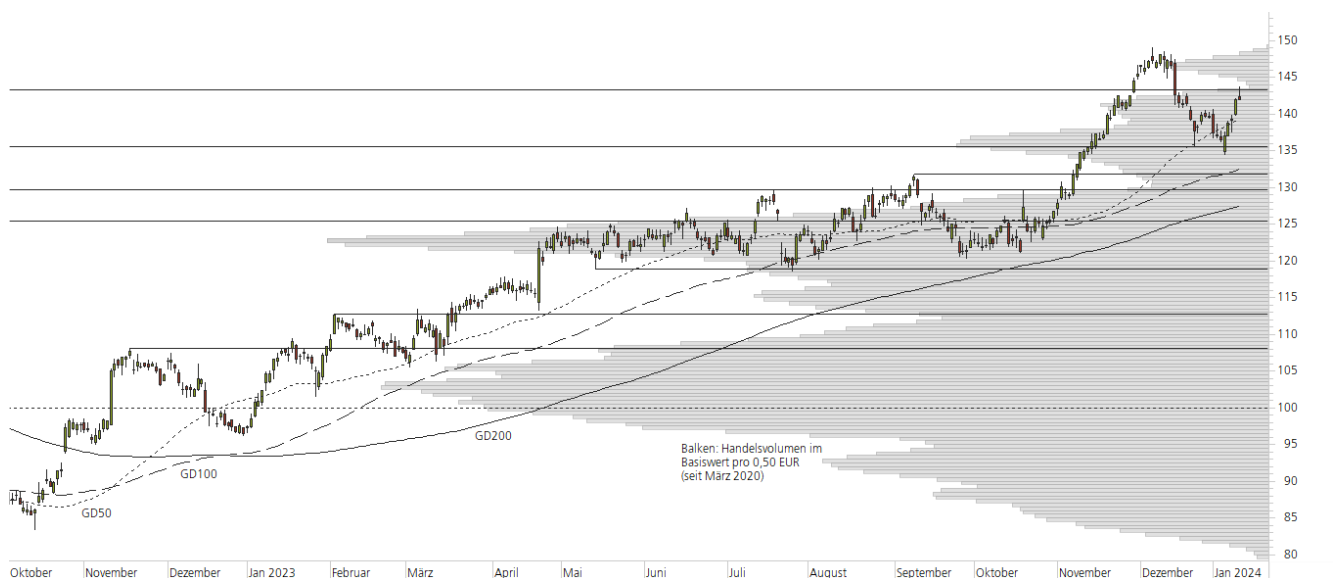 150
145
140
135
130
125
120
115
110
105
100
95
90
85
80
GD200
GD100
GD50
Balken: Handelsvolumen im
Basiswert pro 0,50 EUR
(seit März 2020)
Oktober November Dezember Jan 2023 Februar März April Mai Juni Juli August September Oktober November Dezember Jan 2024